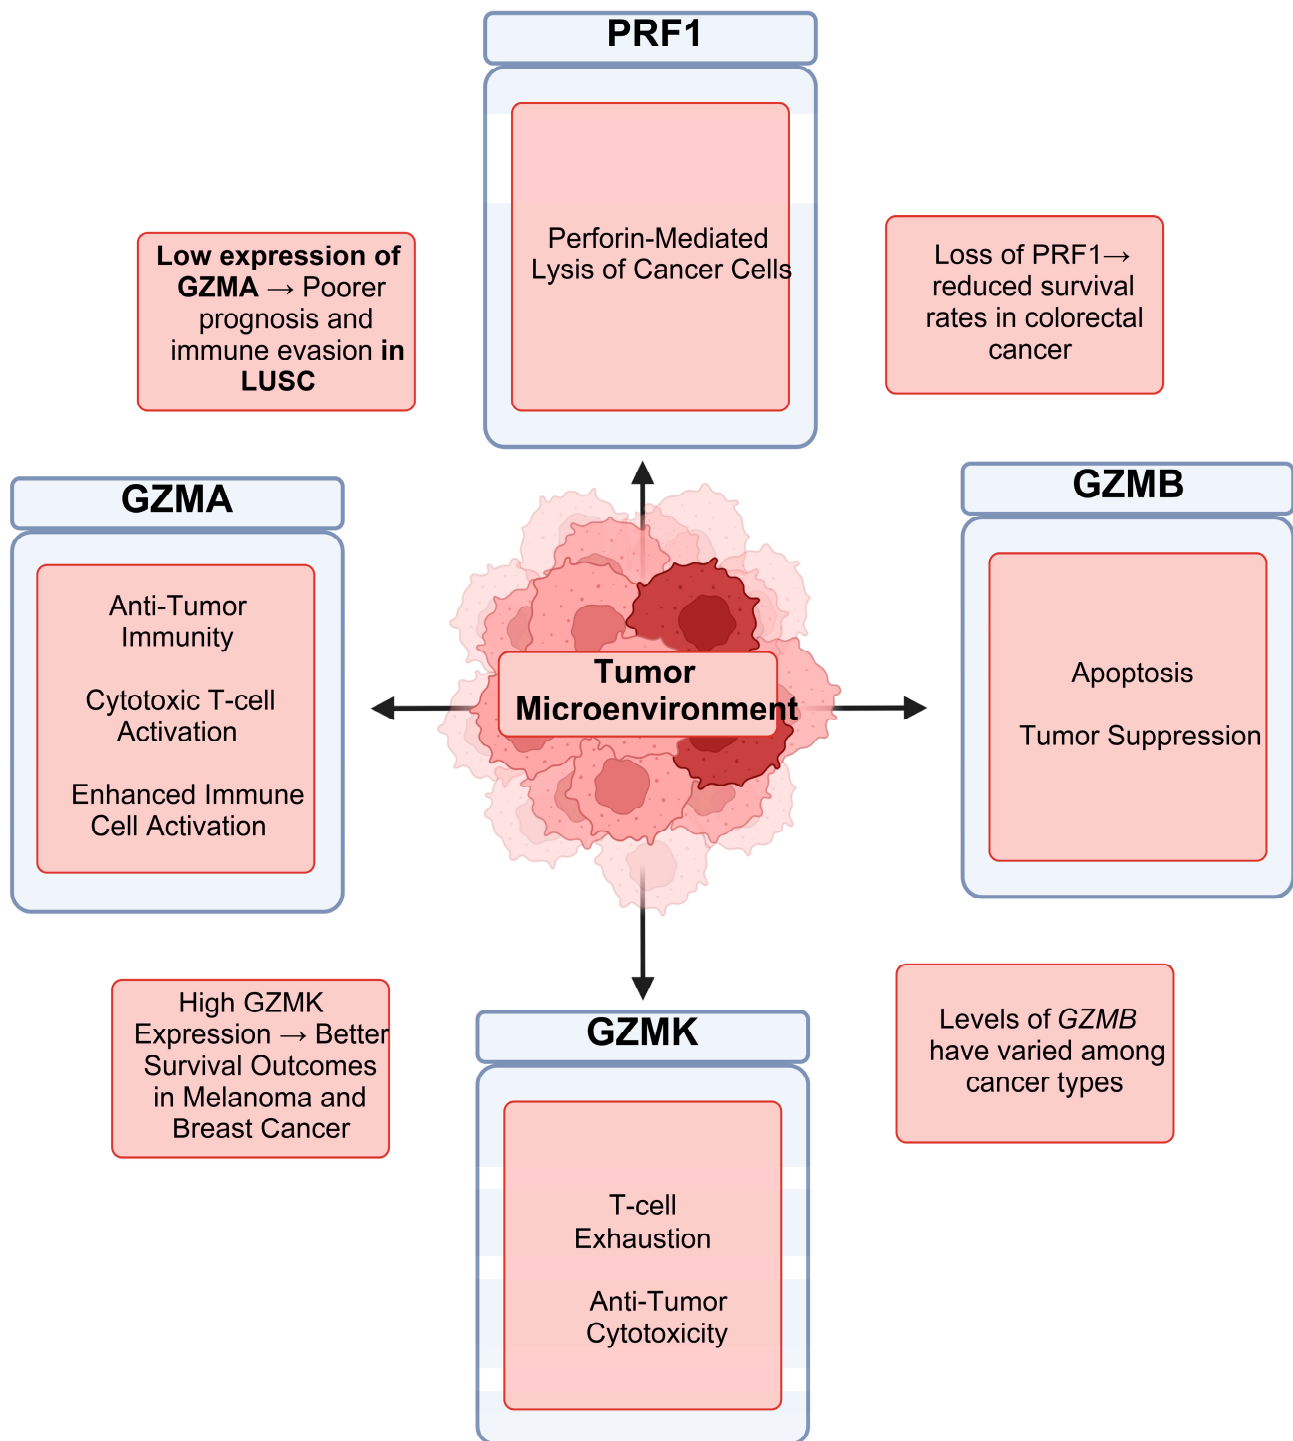 PRF1
Perforin-Mediated
Lysis of Cancer Cells
Low expression of
GZMA → Poorer
prognosis and
immune evasion in
LUSC
Loss of PRF1→
reduced survival
rates in colorectal
cancer
GZMA
Anti-Tumor
Immunity
Cytotoxic T-cell
Activation
Enhanced Immune
Cell Activation
Tumor
Microenvironment
GZMB
Apoptosis
Tumor Suppression
High GZMK
Expression → Better
Survival Outcomes
in Melanoma and
Breast Cancer
GZMK
T-cell
Exhaustion
Anti-Tumor
Cytotoxicity
Levels of GZMB
have varied among
cancer types